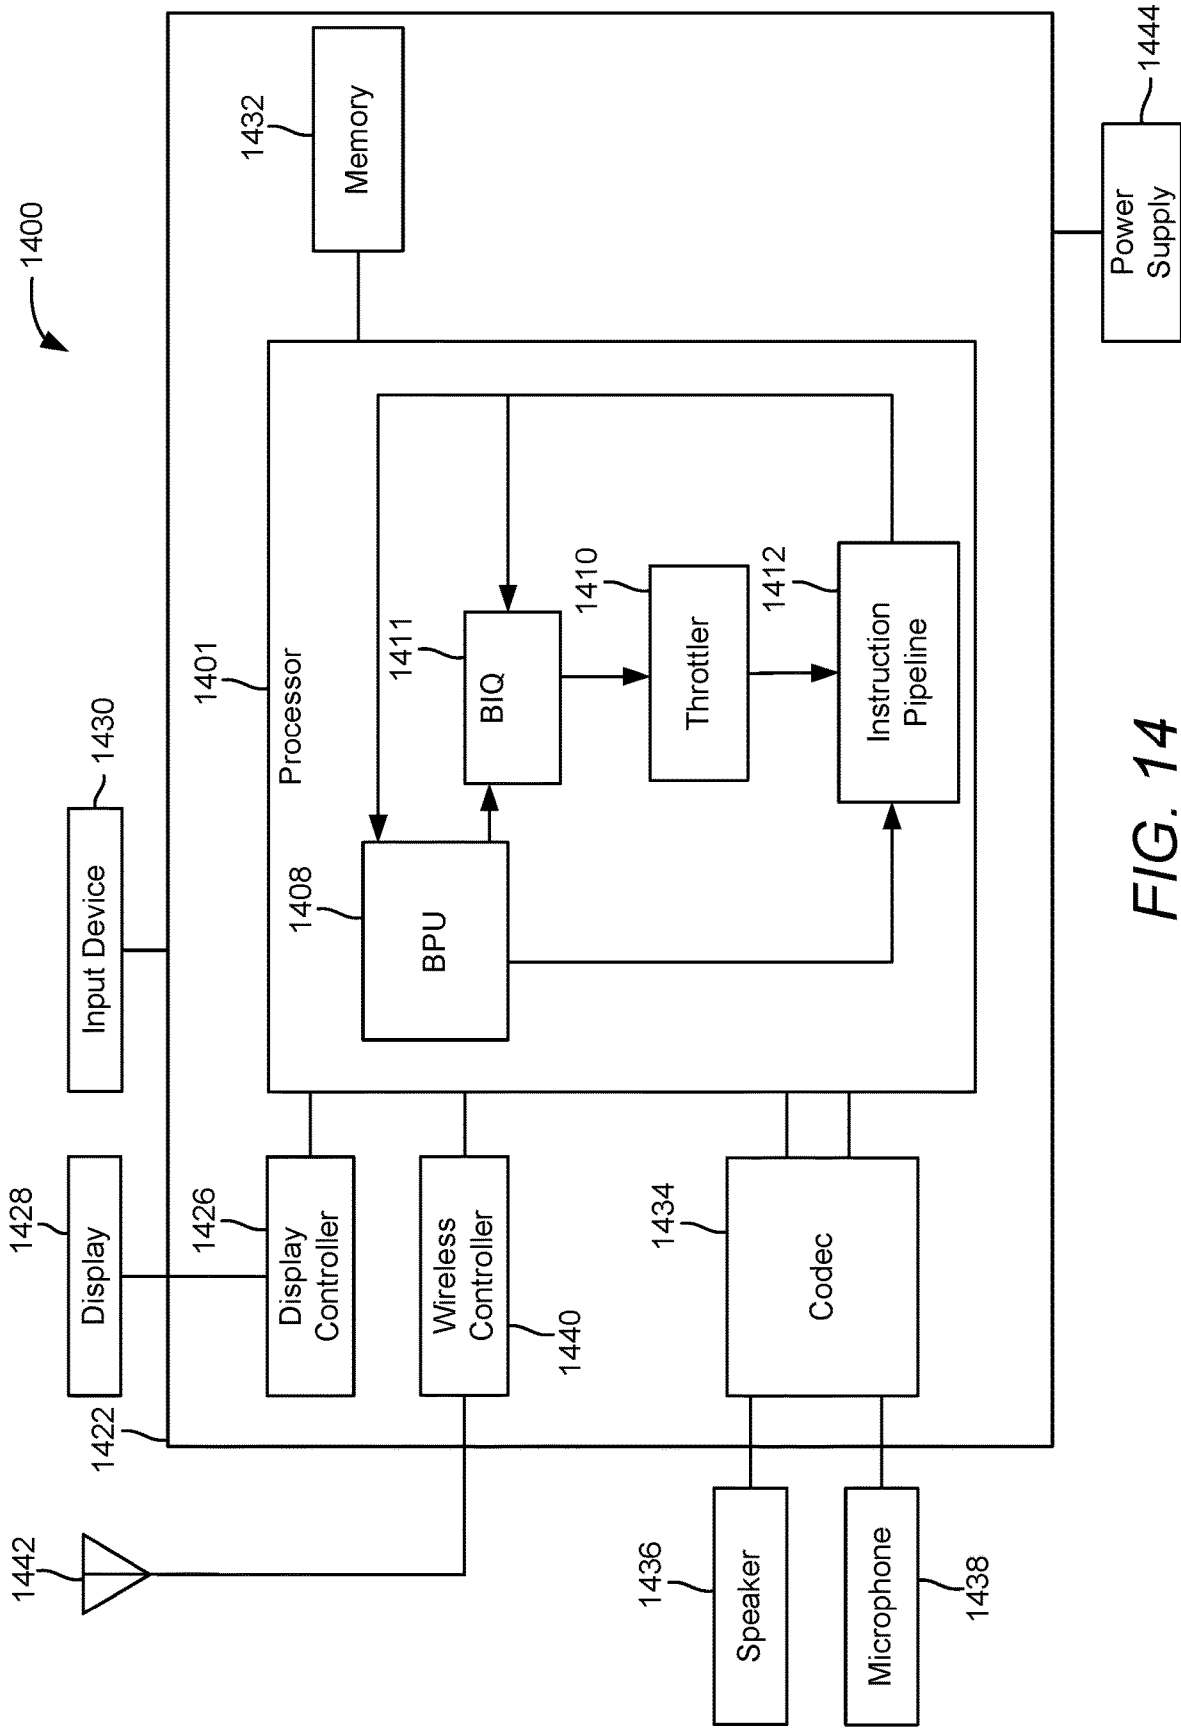 1400
1442
1422
Display
1428
Input Device
1430
Display
Controller
1426
Wireless
Controller
1440
Codec
1434
Speaker
1436
Microphone
1438
Processor
1401
BPU
1408
BIQ
1411
Throttler
1410
Instruction
Pipeline
1412
Memory
1432
Power
Supply
1444
FIG. 14